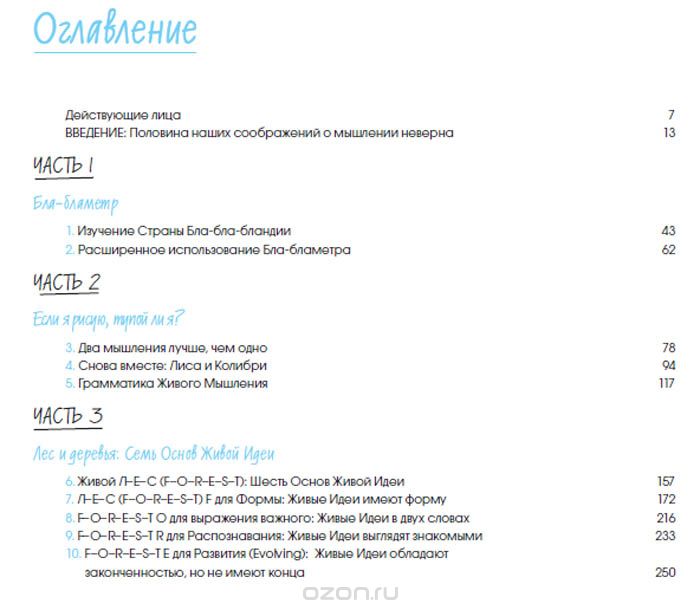 Оглавление
Действующие лица 7
ВВЕДЕНИЕ: Половина наших соображений о мышлении неверна 13
ЧАСТЬ 1
Бла-бламетр
1. Изучение Страны Бла-бла-бландии 43
2. Расширенное использование Бла-бламетра 62
ЧАСТЬ 2
Если я рисую, тупой ли я?
3. Два мышления лучше, чем одно 78
4. Снова вместе: Лиса и Колибри 94
5. Грамматика Живого Мышления 117
ЧАСТЬ 3
Лес и деревья: Семь Основ Живой Идеи
6. Живой Л–Е–С (F–O–R–E–S–T): Шесть Основ Живой Идеи 157
7. Л–Е–С (F–O–R–E–S–T) F для Формы: Живые Идеи имеют форму 172
8. F–O–R–E–S–T O для выражения важного: Живые Идеи в двух словах 216
9. F–O–R–E–S–T R для Распознавания: Живые Идеи выглядят знакомыми 233
10. F–O–R–E–S–T E для Развития (Evolving): Живые Идеи обладают
законченностью, но не имеют конца 250
ozon.ru